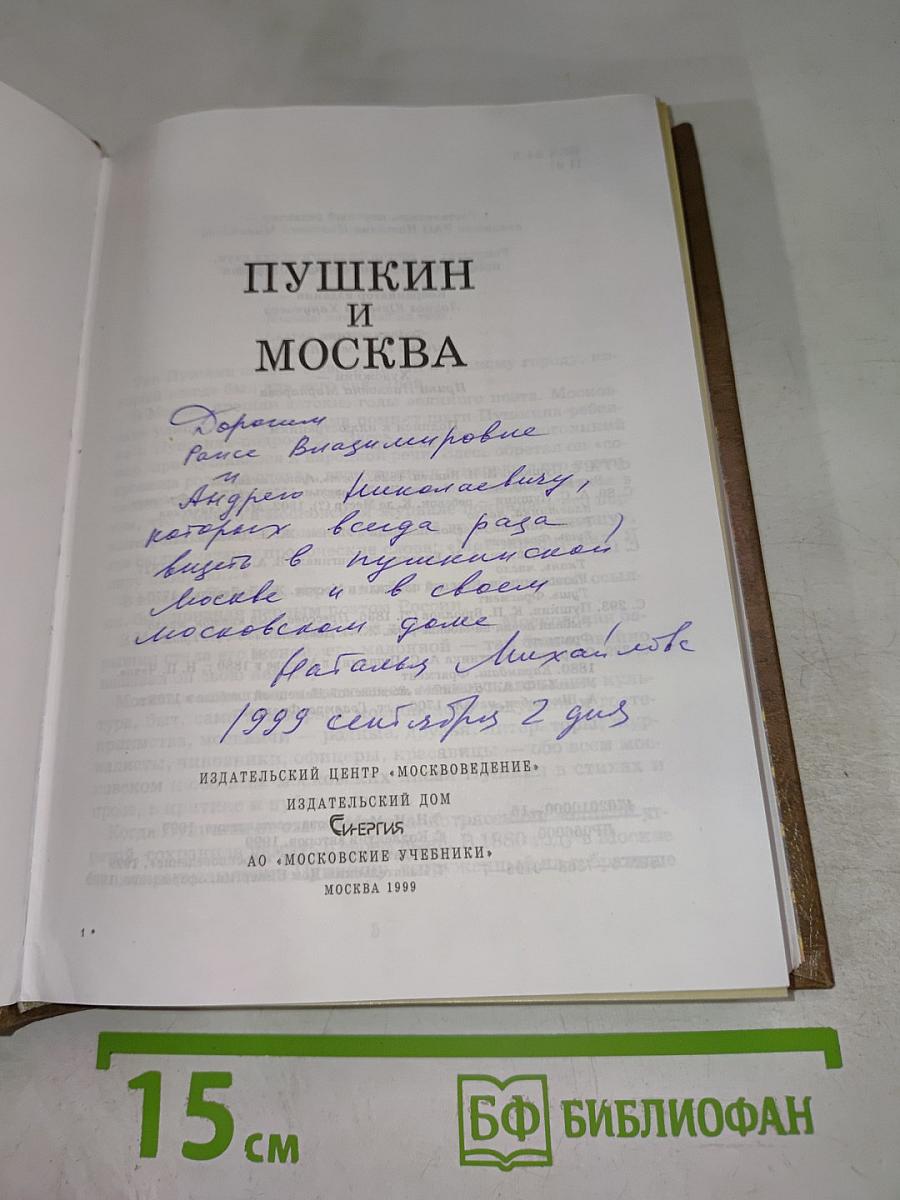 ПУШКИН
И
МОСКВА
Дорогим
Раисе Владимировне
и
Андрею Николаевичу,
которых всегда рада
видеть в пушкинской
Москве и в своем
московском доме
Наталья Михайлова
1999 сентября 2 дня
ИЗДАТЕЛЬСКИЙ ЦЕНТР «МОСКВОВЕДЕНИЕ»
ИЗДАТЕЛЬСКИЙ ДОМ
СИНЕРГИЯ
АО «МОСКОВСКИЕ УЧЕБНИКИ»
МОСКВА 1999
1 *
15 см
БФ БИБЛИОФАН